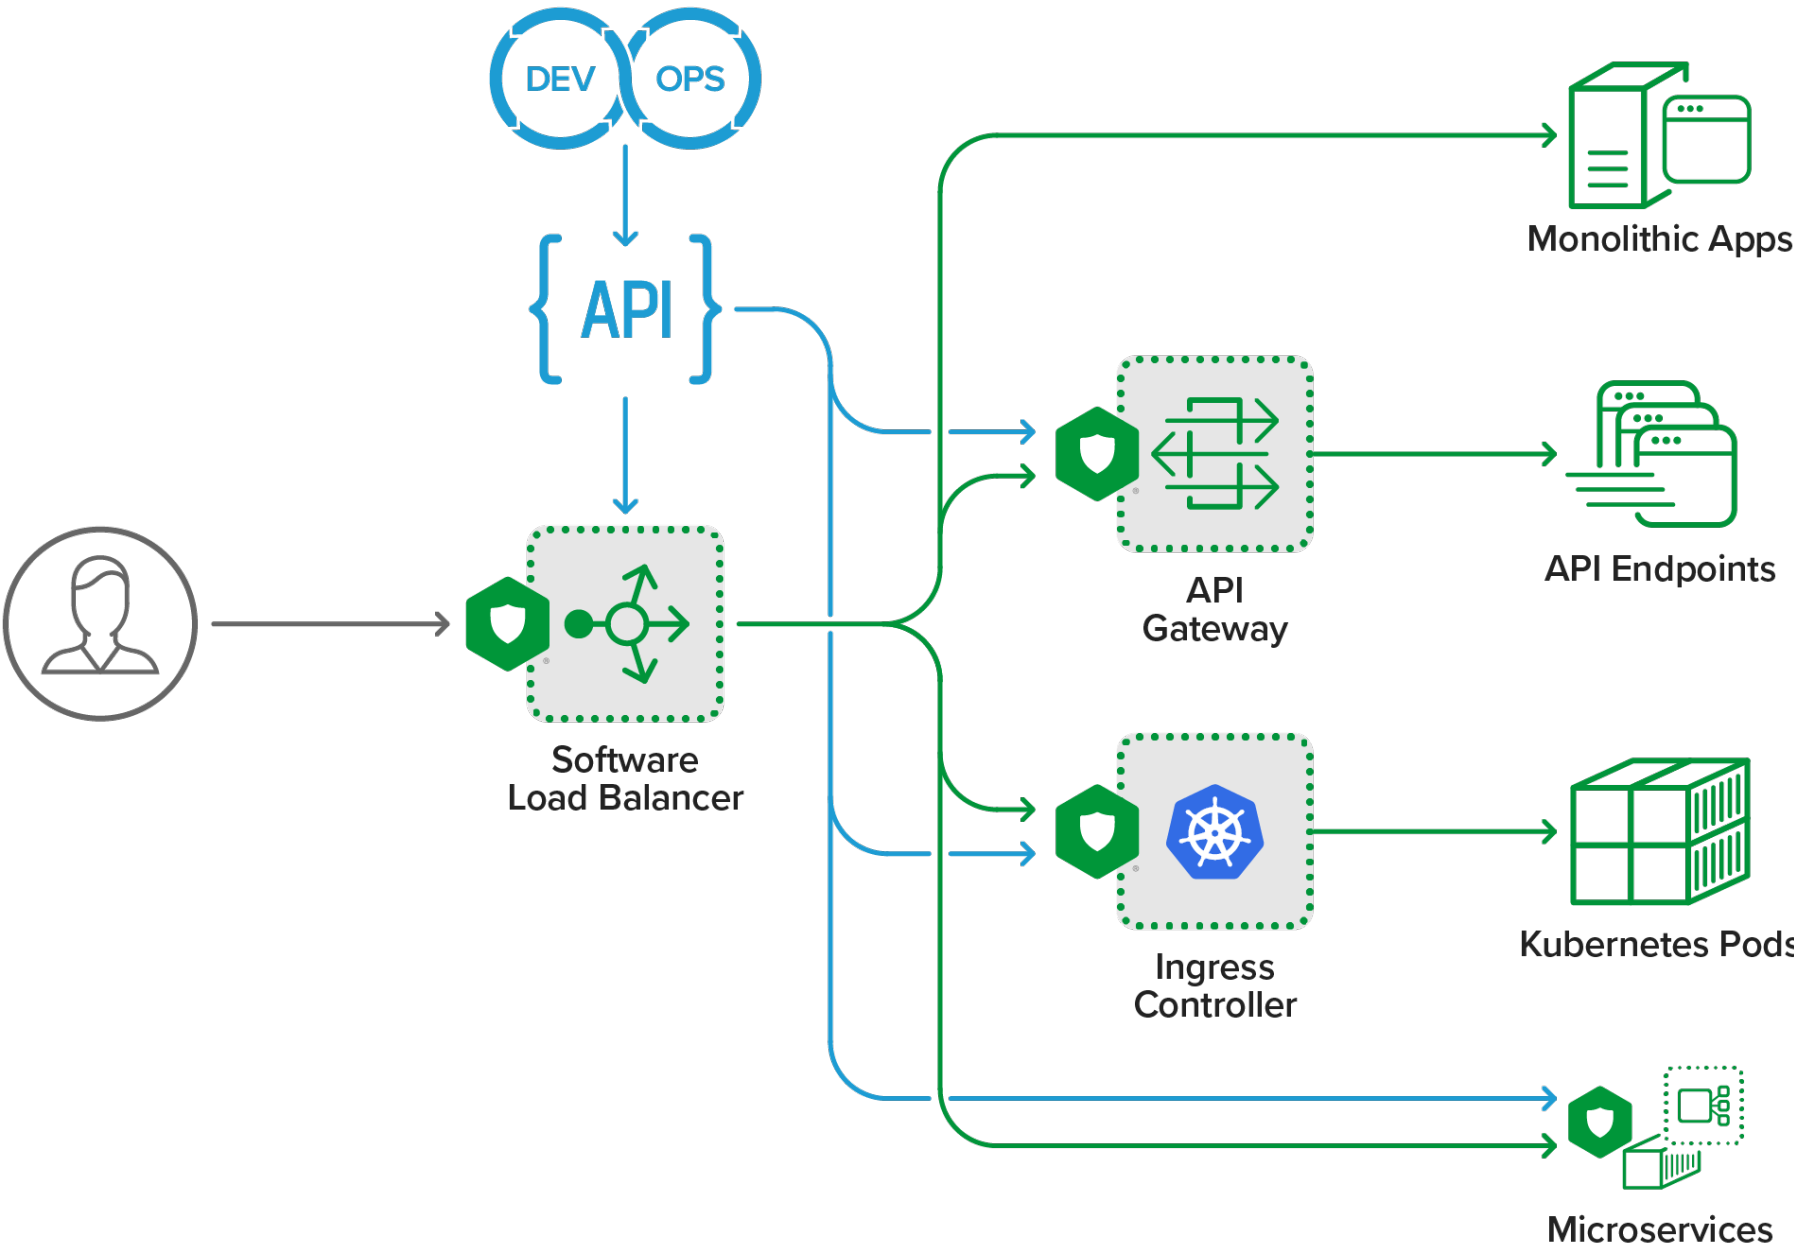 DEV OPS
{ API }
Monolithic Apps
API
Gateway
API Endpoints
Software
Load Balancer
Ingress
Controller
Kubernetes Pods
Microservices